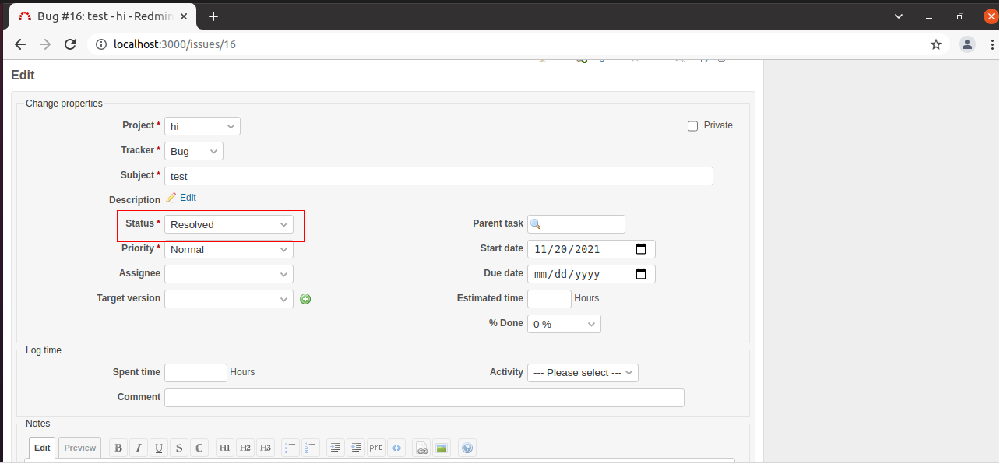 Bug #16: test - hi - Redmin
localhost:3000/issues/16
Edit
Change properties
Project * hi Private
Tracker * Bug
Subject * test
Description Edit
Status * Resolved Parent task
Priority * Normal Start date 11/20/2021
Assignee Due date mm/dd/yyyy
Target version Estimated time Hours
% Done 0 %
Log time
Spent time Hours Activity --- Please select ---
Comment
Notes
Edit Preview B I U S C H1 H2 H3 pre